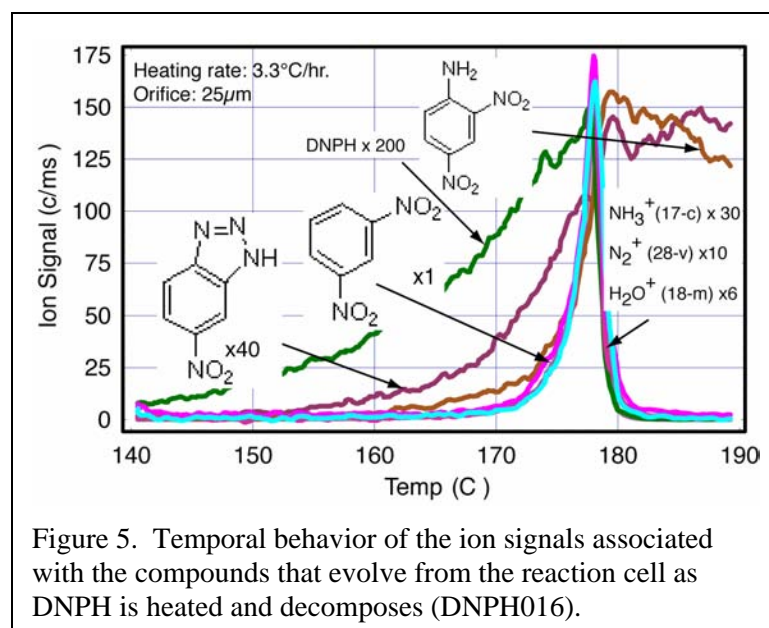 175
150
125
100
75
50
25
0
Ion Signal (c/ms)
Heating rate: 3.3°C/hr.
Orifice: 25µm
NH₂
NO₂
NO₂
DNPH x 200
NO₂
NO₂
x1
N
N
NH
NO₂
x40
NH₃⁺ (17-c) x 30
N₂⁺ (28-v) x10
H₂O⁺ (18-m) x6
140 150 160 170 180 190
Temp (C )
Figure 5. Temporal behavior of the ion signals associated
with the compounds that evolve from the reaction cell as
DNPH is heated and decomposes (DNPH016).